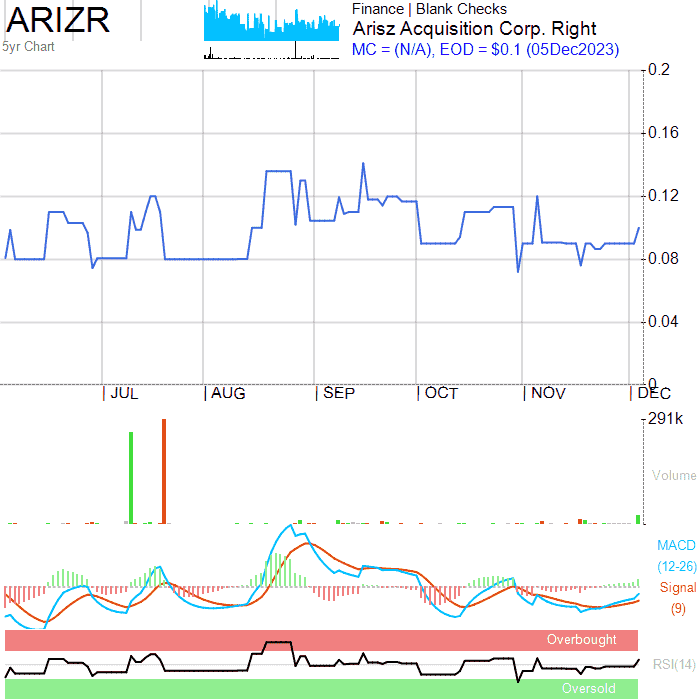 ARIZR
5yr Chart
Finance | Blank Checks
Arisz Acquisition Corp. Right
MC = (N/A), EOD = $0.1 (05Dec2023)
0.2
0.16
0.12
0.08
0.04
0
JUL AUG SEP OCT NOV DEC
291k
Volume
MACD
(12-26)
Signal
(9)
Overbought
RSI(14)
Oversold